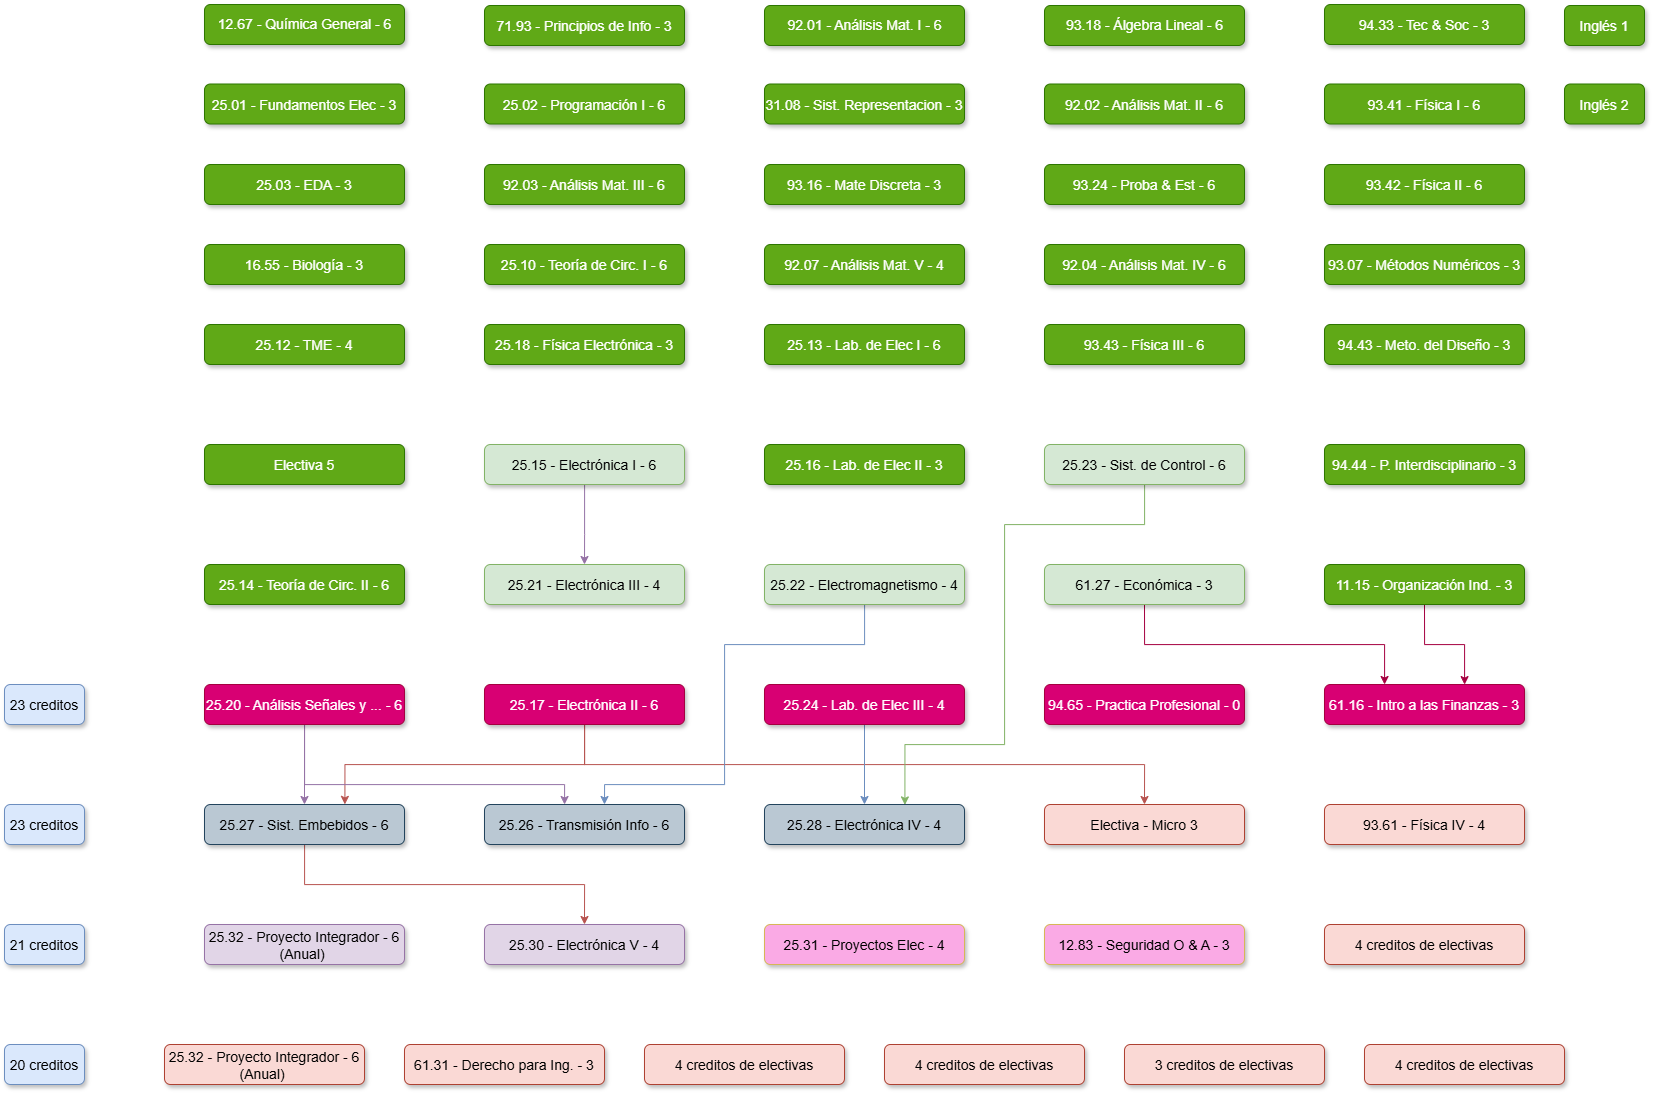 12.67 - Química General - 6
71.93 - Principios de Info - 3
92.01 - Análisis Mat. I - 6
93.18 - Álgebra Lineal - 6
94.33 - Tec & Soc - 3
Inglés 1
25.01 - Fundamentos Elec - 3
25.02 - Programación I - 6
31.08 - Sist. Representacion - 3
92.02 - Análisis Mat. II - 6
93.41 - Física I - 6
Inglés 2
25.03 - EDA - 3
92.03 - Análisis Mat. III - 6
93.16 - Mate Discreta - 3
93.24 - Proba & Est - 6
93.42 - Física II - 6
16.55 - Biología - 3
25.10 - Teoría de Circ. I - 6
92.07 - Análisis Mat. V - 4
92.04 - Análisis Mat. IV - 6
93.07 - Métodos Numéricos - 3
25.12 - TME - 4
25.18 - Física Electrónica - 3
25.13 - Lab. de Elec I - 6
93.43 - Física III - 6
94.43 - Meto. del Diseño - 3
Electiva 5
25.15 - Electrónica I - 6
25.16 - Lab. de Elec II - 3
25.23 - Sist. de Control - 6
94.44 - P. Interdisciplinario - 3
25.14 - Teoría de Circ. II - 6
25.21 - Electrónica III - 4
25.22 - Electromagnetismo - 4
61.27 - Económica - 3
11.15 - Organización Ind. - 3
23 creditos
25.20 - Análisis Señales y ... - 6
25.17 - Electrónica II - 6
25.24 - Lab. de Elec III - 4
94.65 - Practica Profesional - 0
61.16 - Intro a las Finanzas - 3
23 creditos
25.27 - Sist. Embebidos - 6
25.26 - Transmisión Info - 6
25.28 - Electrónica IV - 4
Electiva - Micro 3
93.61 - Física IV - 4
21 creditos
25.32 - Proyecto Integrador - 6
(Anual)
25.30 - Electrónica V - 4
25.31 - Proyectos Elec - 4
12.83 - Seguridad O & A - 3
4 creditos de electivas
20 creditos
25.32 - Proyecto Integrador - 6
(Anual)
61.31 - Derecho para Ing. - 3
4 creditos de electivas
4 creditos de electivas
3 creditos de electivas
4 creditos de electivas